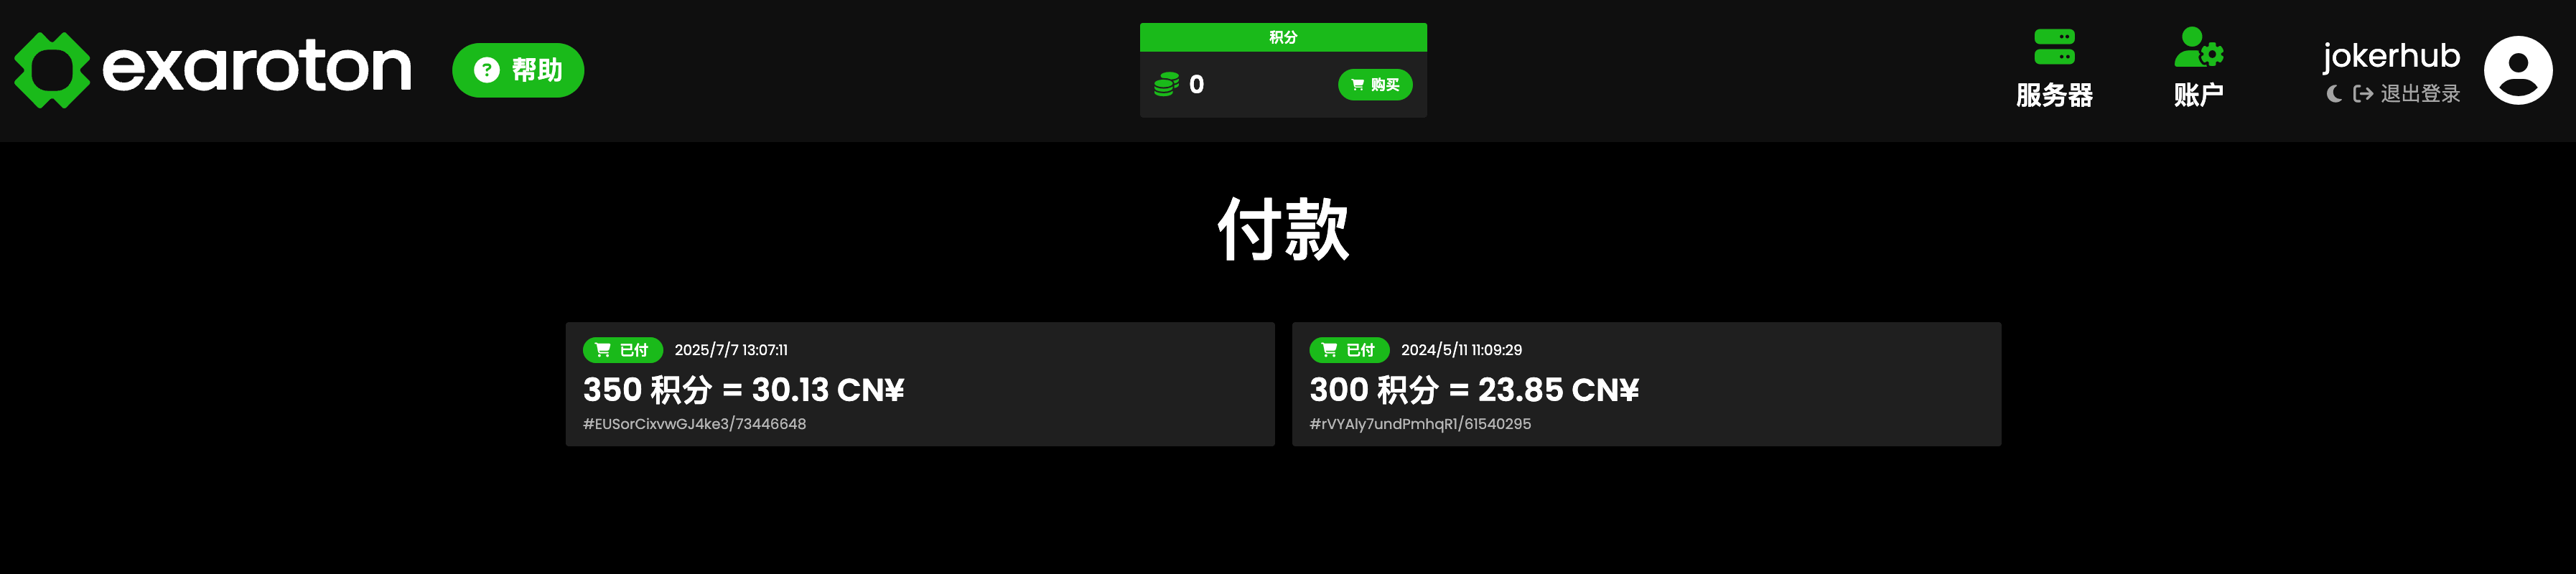 exaroton
帮助
积分
0
购买
服务器
账户
jokerhub
退出登录
付款
已付 2025/7/7 13:07:11
350 积分 = 30.13 CN¥
#EUSorCixvwGJ4ke3/73446648
已付 2024/5/11 11:09:29
300 积分 = 23.85 CN¥
#rVYAly7undPmhqR1/61540295